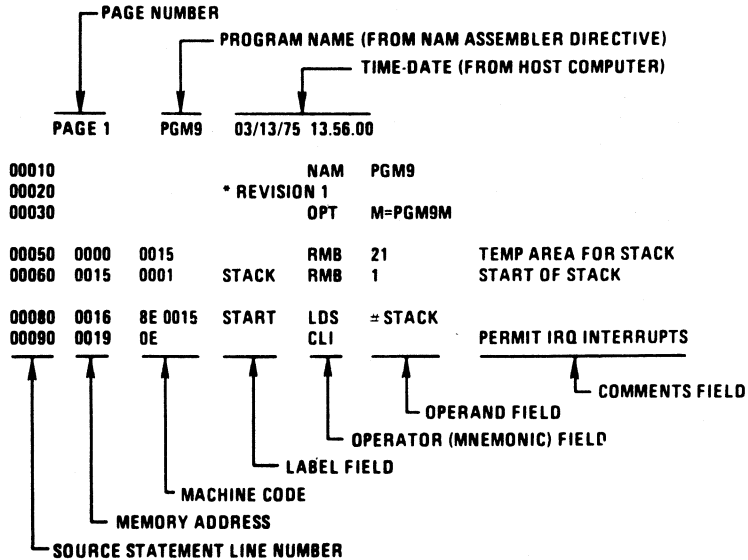 PAGE NUMBER
PROGRAM NAME (FROM NAM ASSEMBLER DIRECTIVE)
TIME-DATE (FROM HOST COMPUTER)
PAGE 1 PGM9 03/13/75 13.56.00
00010 NAM PGM9
00020 * REVISION 1
00030 OPT M=PGM9M
00050 0000 0015 RMB 21 TEMP AREA FOR STACK
00060 0015 0001 STACK RMB 1 START OF STACK
00080 0016 8E 0015 START LDS #STACK
00090 0019 0E CLI PERMIT IRQ INTERRUPTS
COMMENTS FIELD
OPERAND FIELD
OPERATOR (MNEMONIC) FIELD
LABEL FIELD
MACHINE CODE
MEMORY ADDRESS
SOURCE STATEMENT LINE NUMBER